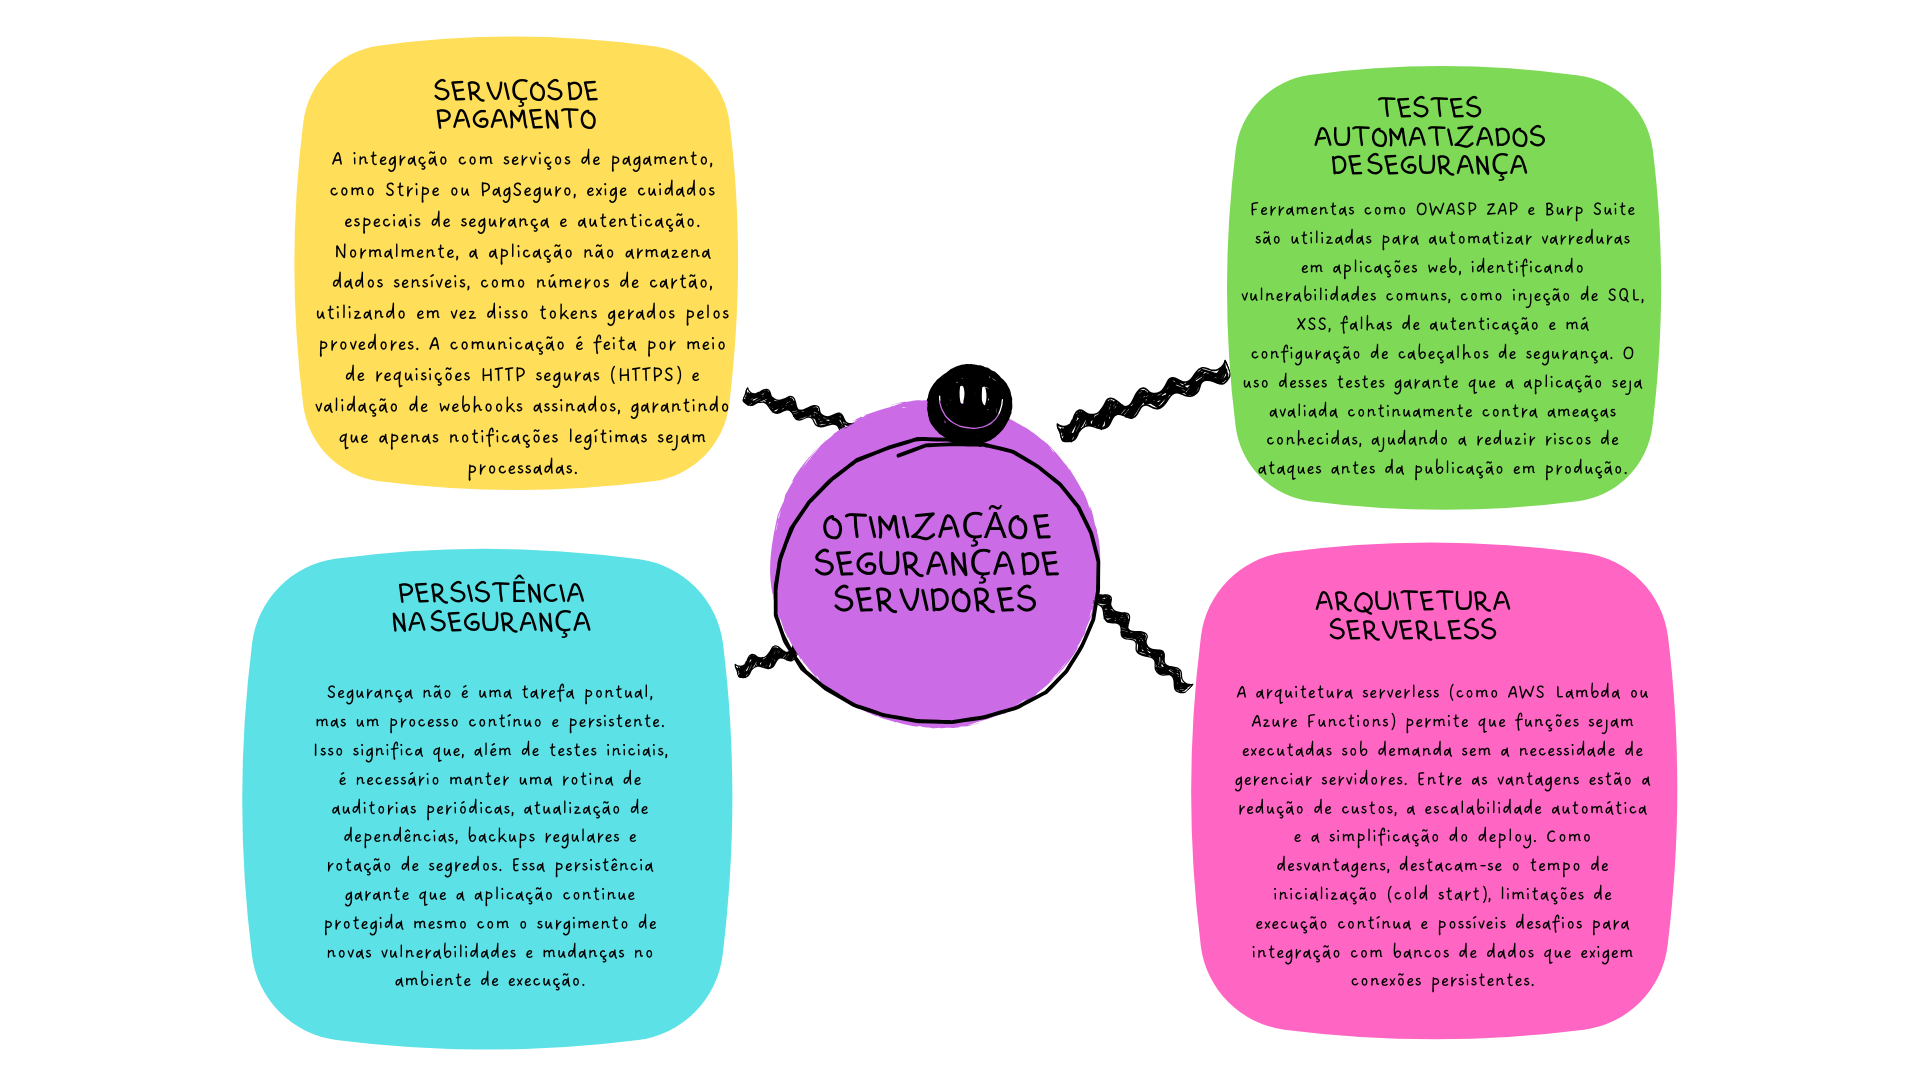 SERVIÇOS DE
PAGAMENTO
A integração com serviços de pagamento,
como Stripe ou PagSeguro, exige cuidados
especiais de segurança e autenticação.
Normalmente, a aplicação não armazena
dados sensíveis, como números de cartão,
utilizando em vez disso tokens gerados pelos
provedores. A comunicação é feita por meio
de requisições HTTP seguras (HTTPS) e
validação de webhooks assinados, garantindo
que apenas notificações legítimas sejam
processadas.
TESTES
AUTOMATIZADOS
DE SEGURANÇA
Ferramentas como OWASP ZAP e Burp Suite
são utilizadas para automatizar varreduras
em aplicações web, identificando
vulnerabilidades comuns, como injeção de SQL,
XSS, falhas de autenticação e má
configuração de cabeçalhos de segurança. O
uso desses testes garante que a aplicação seja
avaliada continuamente contra ameaças
conhecidas, ajudando a reduzir riscos de
ataques antes da publicação em produção.
OTIMIZAÇÃO E
SEGURANÇA DE
SERVIDORES
PERSISTÊNCIA
NA SEGURANÇA
Segurança não é uma tarefa pontual,
mas um processo contínuo e persistente.
Isso significa que, além de testes iniciais,
é necessário manter uma rotina de
auditorias periódicas, atualização de
dependências, backups regulares e
rotação de segredos. Essa persistência
garante que a aplicação continue
protegida mesmo com o surgimento de
novas vulnerabilidades e mudanças no
ambiente de execução.
ARQUITETURA
SERVERLESS
A arquitetura serverless (como AWS Lambda ou
Azure Functions) permite que funções sejam
executadas sob demanda sem a necessidade de
gerenciar servidores. Entre as vantagens estão a
redução de custos, a escalabilidade automática
e a simplificação do deploy. Como
desvantagens, destacam-se o tempo de
inicialização (cold start), limitações de
execução contínua e possíveis desafios para
integração com bancos de dados que exigem
conexões persistentes.